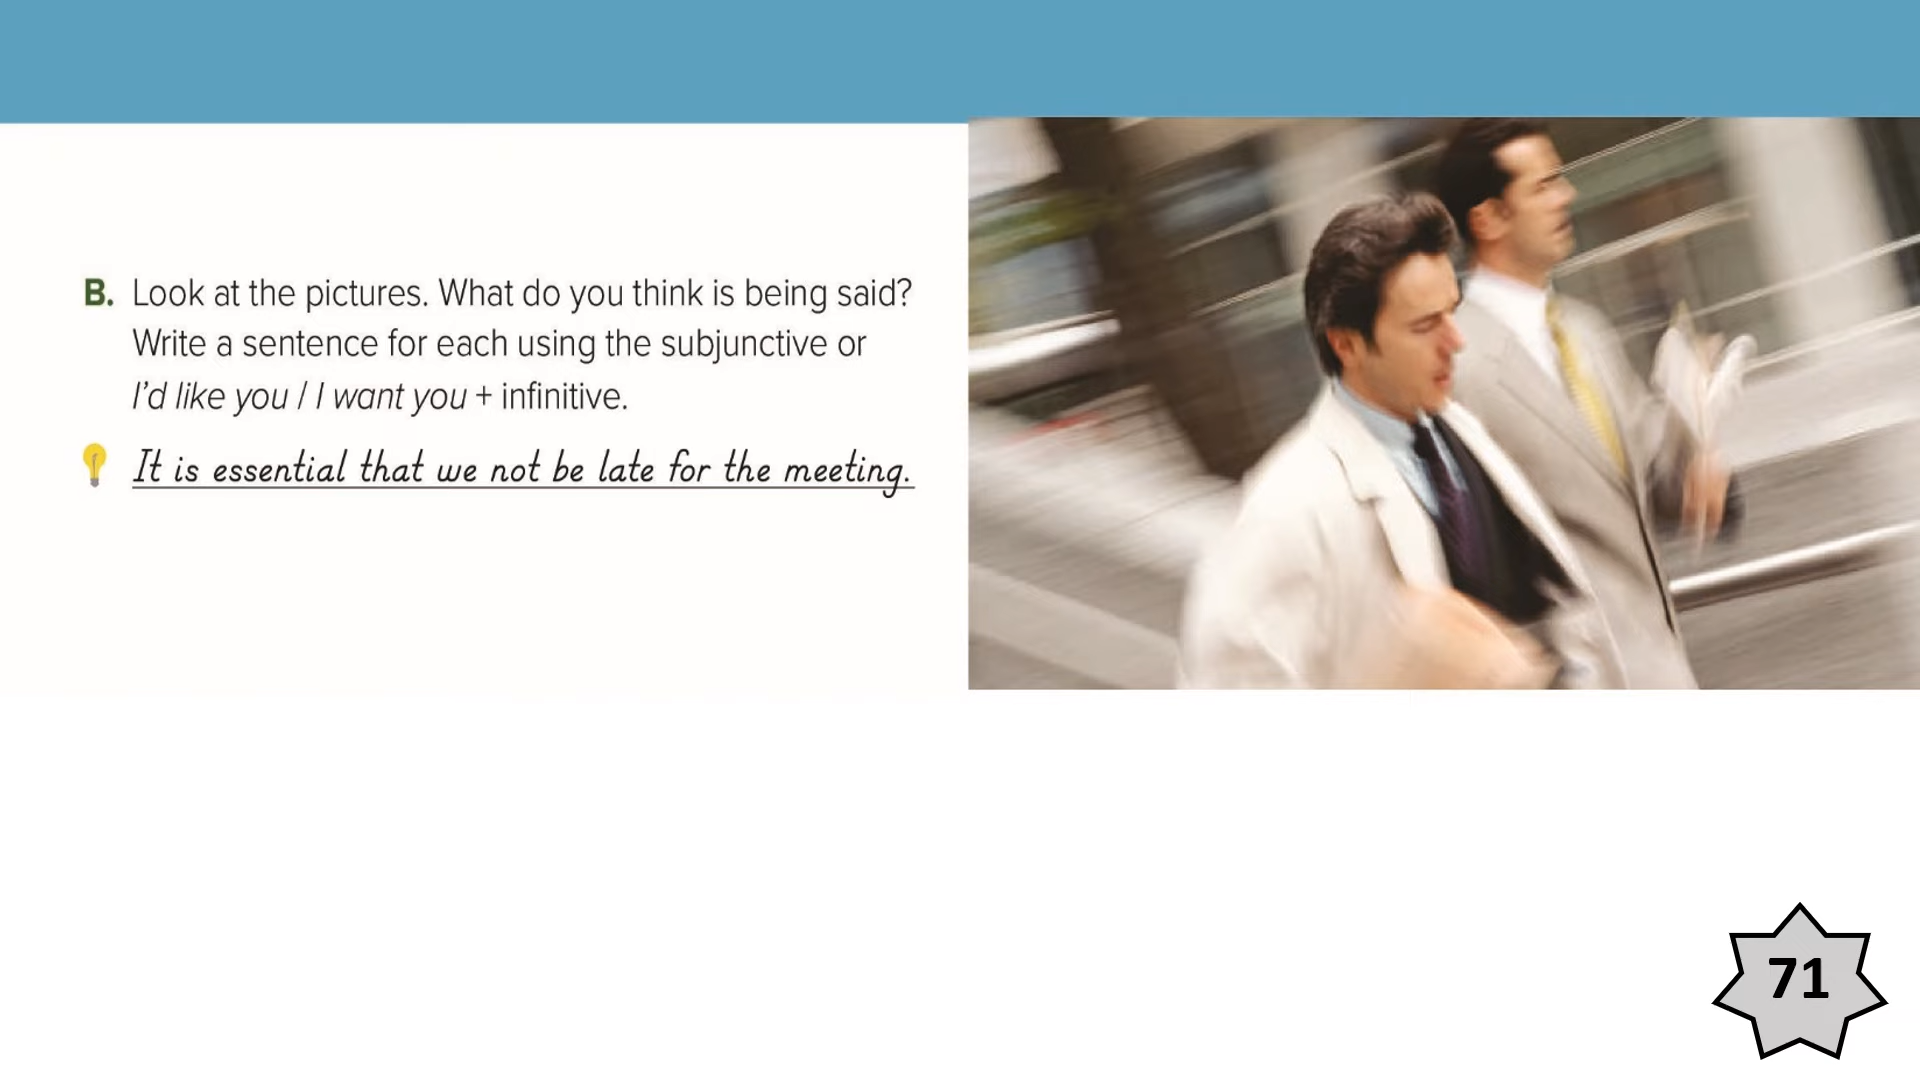 B. Look at the pictures. What do you think is being said?
Write a sentence for each using the subjunctive or
I'd like you / I want you + infinitive.
It is essential that we not be late for the meeting.
71